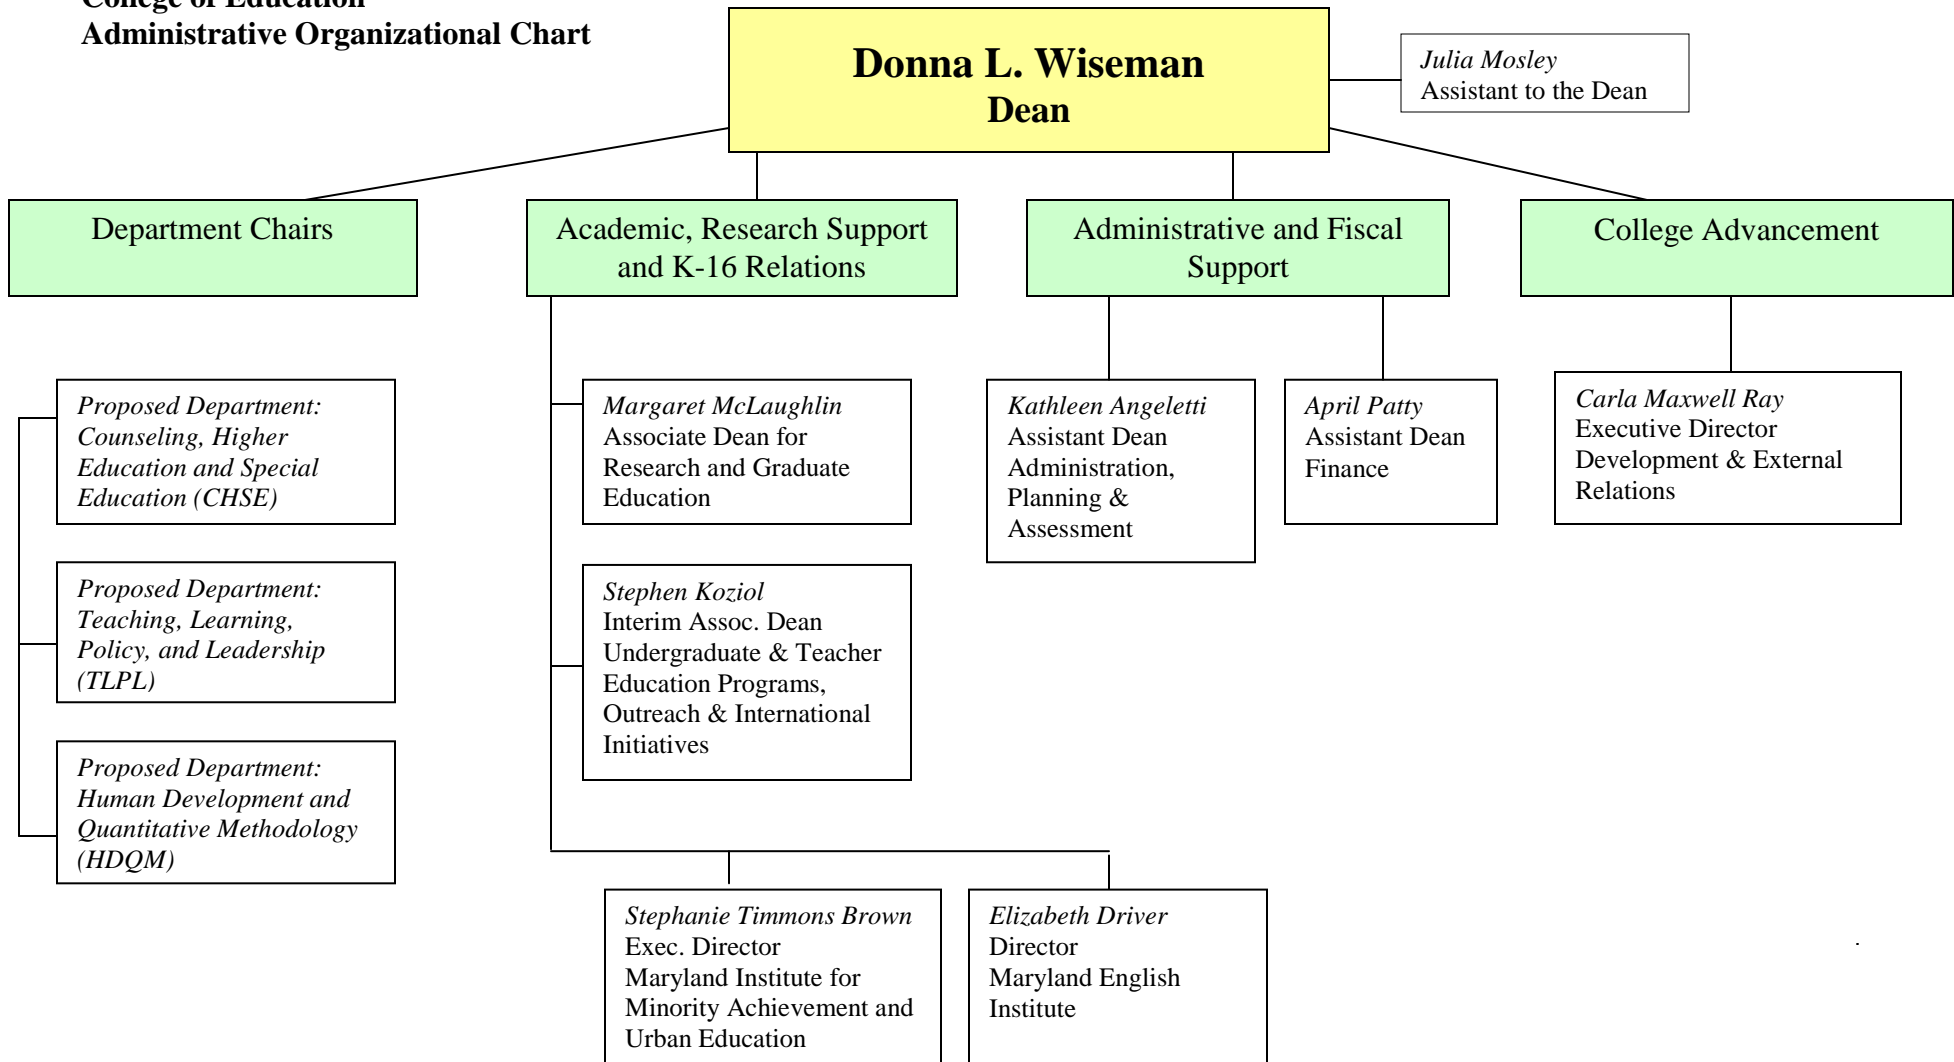 College of Education
Administrative Organizational Chart
Donna L. Wiseman
Dean
Julia Mosley
Assistant to the Dean
Department Chairs
Academic, Research Support
and K-16 Relations
Administrative and Fiscal
Support
College Advancement
Proposed Department:
Counseling, Higher
Education and Special
Education (CHSE)
Proposed Department:
Teaching, Learning,
Policy, and Leadership
(TLPL)
Proposed Department:
Human Development and
Quantitative Methodology
(HDQM)
Margaret McLaughlin
Associate Dean for
Research and Graduate
Education
Stephen Koziol
Interim Assoc. Dean
Undergraduate & Teacher
Education Programs,
Outreach & International
Initiatives
Stephanie Timmons Brown
Exec. Director
Maryland Institute for
Minority Achievement and
Urban Education
Elizabeth Driver
Director
Maryland English
Institute
Kathleen Angeletti
Assistant Dean
Administration,
Planning &
Assessment
April Patty
Assistant Dean
Finance
Carla Maxwell Ray
Executive Director
Development & External
Relations
.